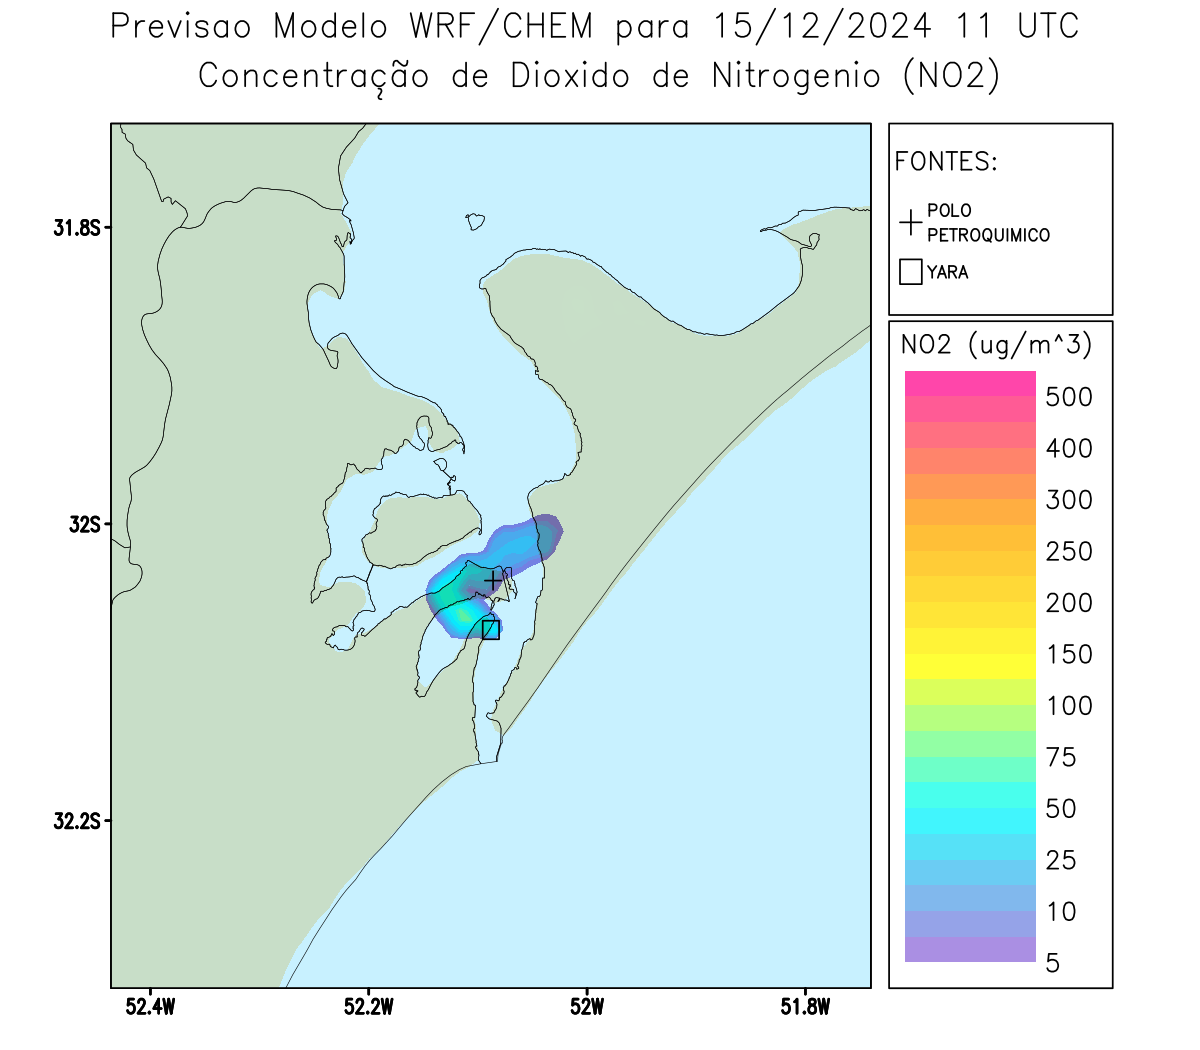 Previsao Modelo WRF/CHEM para 15/12/2024 11 UTC
Concentração de Dioxido de Nitrogenio (NO2)
FONTES:
POLO
PETROQUIMICO
YARA
31.8S
32S
32.2S
52.4W
52.2W
52W
51.8W
NO2 (ug/m^3)
500
400
300
250
200
150
100
75
50
25
10
5